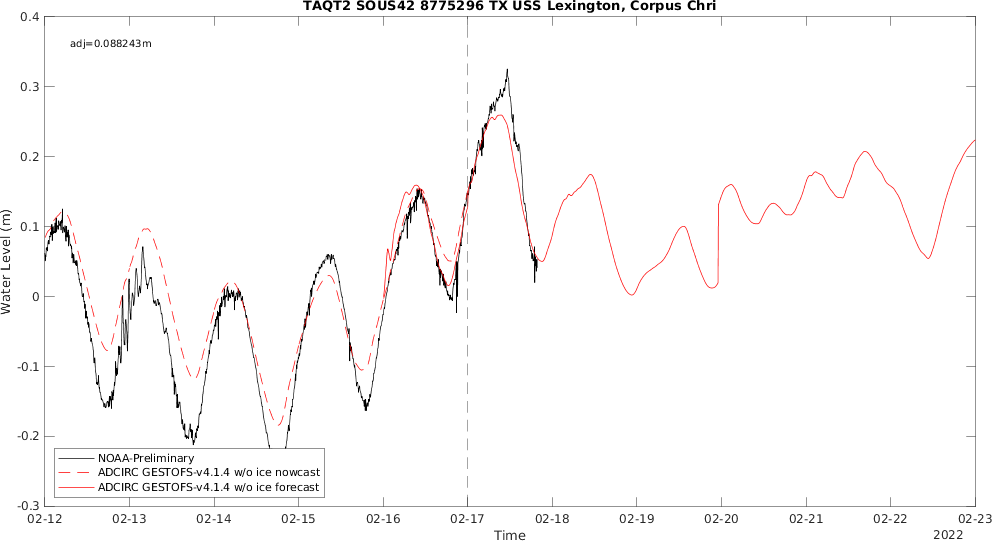 TAQT2 SOUS42 8775296 TX USS Lexington, Corpus Chri
adj=0.088243m
0.4
0.3
0.2
0.1
0
-0.1
-0.2
-0.3
Water Level (m)
NOAA-Preliminary
ADCIRC GESTOFS-v4.1.4 w/o ice nowcast
ADCIRC GESTOFS-v4.1.4 w/o ice forecast
02-12 02-13 02-14 02-15 02-16 02-17 02-18 02-19 02-20 02-21 02-22 02-23
Time
2022